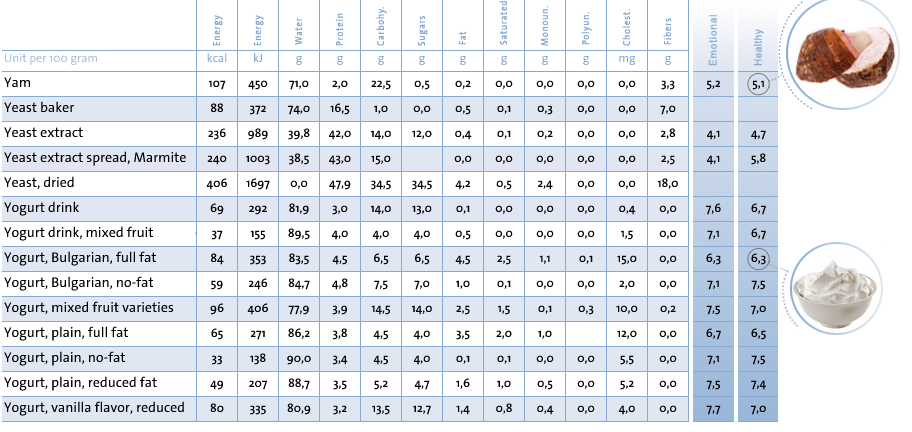 Energy Energy Water Protein Carbohy. Sugars Fat Saturated Monoun. Polyun. Cholest. Fibers Emotional Healthy
Unit per 100 gram kcal kJ g g g g g g g g mg g
Yam 107 450 71,0 2,0 22,5 0,5 0,2 0,0 0,0 0,0 0,0 3,3 5,2 5,1
Yeast baker 88 372 74,0 16,5 1,0 0,0 0,5 0,1 0,3 0,0 0,0 7,0
Yeast extract 236 989 39,8 42,0 14,0 12,0 0,4 0,1 0,2 0,0 0,0 2,8 4,1 4,7
Yeast extract spread, Marmite 240 1003 38,5 43,0 15,0 0,0 0,0 0,0 0,0 0,0 2,5 4,1 5,8
Yeast, dried 406 1697 0,0 47,9 34,5 34,5 4,2 0,5 2,4 0,0 0,0 18,0
Yogurt drink 69 292 81,9 3,0 14,0 13,0 0,1 0,0 0,0 0,0 0,4 0,0 7,6 6,7
Yogurt drink, mixed fruit 37 155 89,5 4,0 4,0 4,0 0,5 0,0 0,0 0,0 1,5 0,0 7,1 6,7
Yogurt, Bulgarian, full fat 84 353 83,5 4,5 6,5 6,5 4,5 2,5 1,1 0,1 15,0 0,0 6,3 6,3
Yogurt, Bulgarian, no-fat 59 246 84,7 4,8 7,5 7,0 1,0 0,1 0,0 0,0 2,0 0,0 7,1 7,5
Yogurt, mixed fruit varieties 96 406 77,9 3,9 14,5 14,0 2,5 1,5 0,1 0,3 10,0 0,2 7,5 7,0
Yogurt, plain, full fat 65 271 86,2 3,8 4,5 4,0 3,5 2,0 1,0 12,0 0,0 6,7 6,5
Yogurt, plain, no-fat 33 138 90,0 3,4 4,5 4,0 0,1 0,1 0,0 0,0 5,5 0,0 7,1 7,5
Yogurt, plain, reduced fat 49 207 88,7 3,5 5,2 4,7 1,6 1,0 0,5 0,0 5,2 0,0 7,5 7,4
Yogurt, vanilla flavor, reduced 80 335 80,9 3,2 13,5 12,7 1,4 0,8 0,4 0,0 4,0 0,0 7,7 7,0